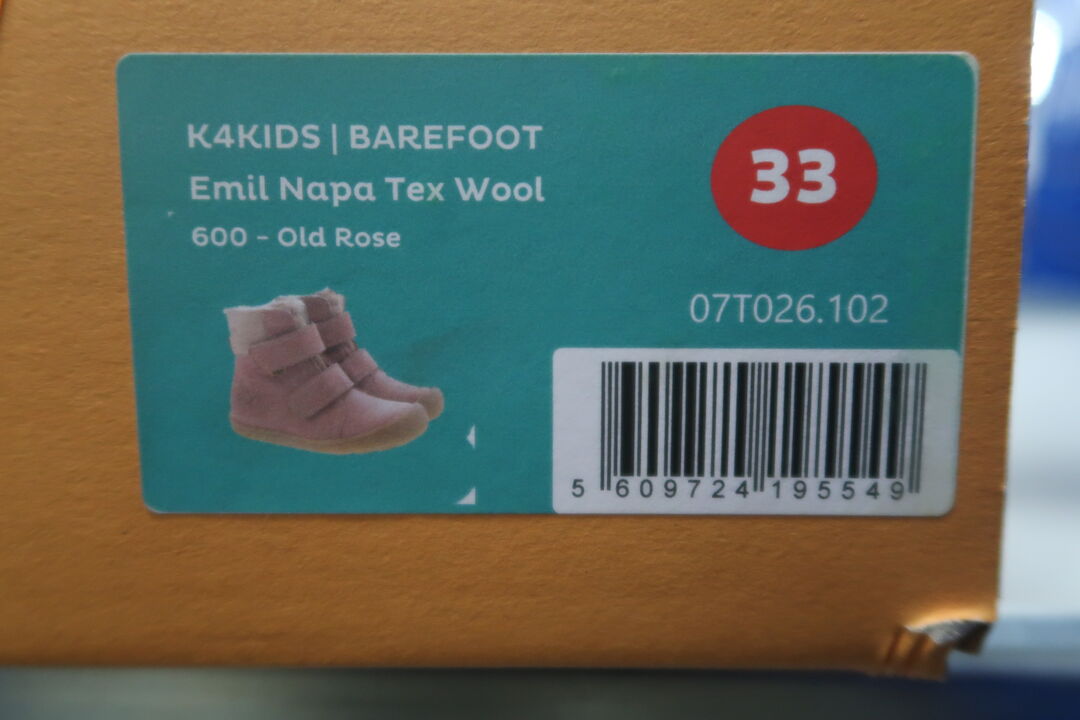 K4KIDS | BAREFOOT
Emil Napa Tex Wool
600 - Old Rose
33
07T026.102
5 609724 195549